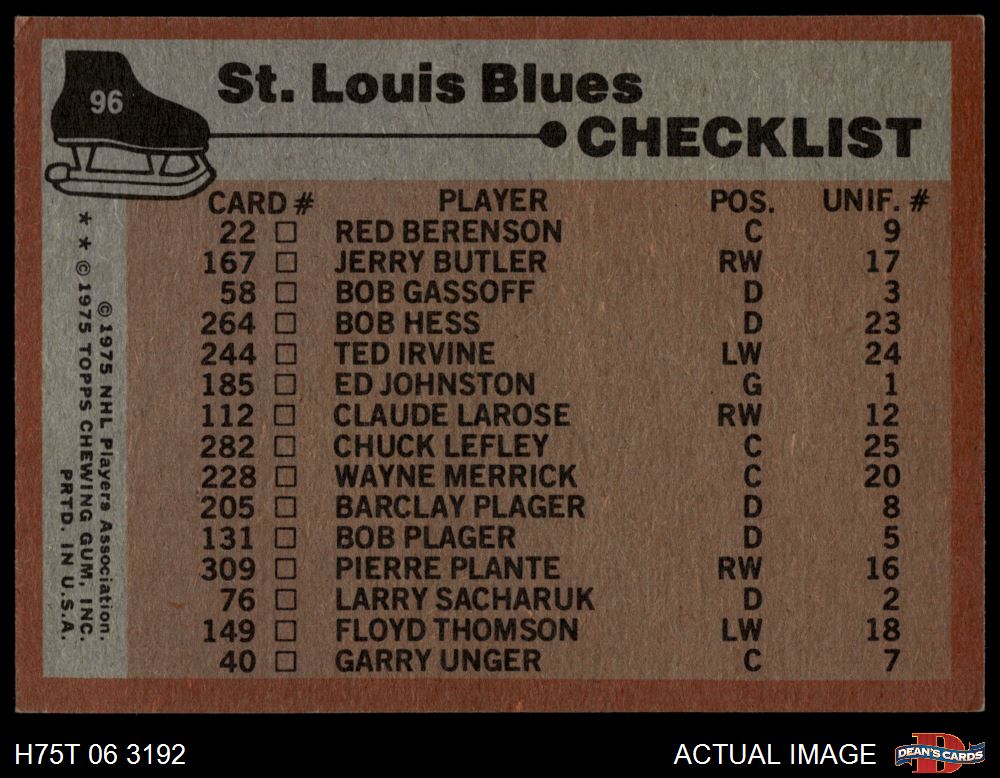 96
St. Louis Blues
CHECKLIST
CARD # PLAYER POS. UNIF. #
22 □ RED BERENSON C 9
167 □ JERRY BUTLER RW 17
58 □ BOB GASSOFF D 3
264 □ BOB HESS D 23
244 □ TED IRVINE LW 24
185 □ ED JOHNSTON G 1
112 □ CLAUDE LAROSE RW 12
282 □ CHUCK LEFLEY C 25
228 □ WAYNE MERRICK C 20
205 □ BARCLAY PLAGER D 8
131 □ BOB PLAGER D 5
309 □ PIERRE PLANTE RW 16
76 □ LARRY SACHARUK D 2
149 □ FLOYD THOMSON LW 18
40 □ GARRY UNGER C 7
© 1975 NHL Players Association.
* * © 1975 TOPPS CHEWING GUM, INC.
PRTD. IN U.S.A.
H75T 06 3192
ACTUAL IMAGE
D
DEAN'S CARDS